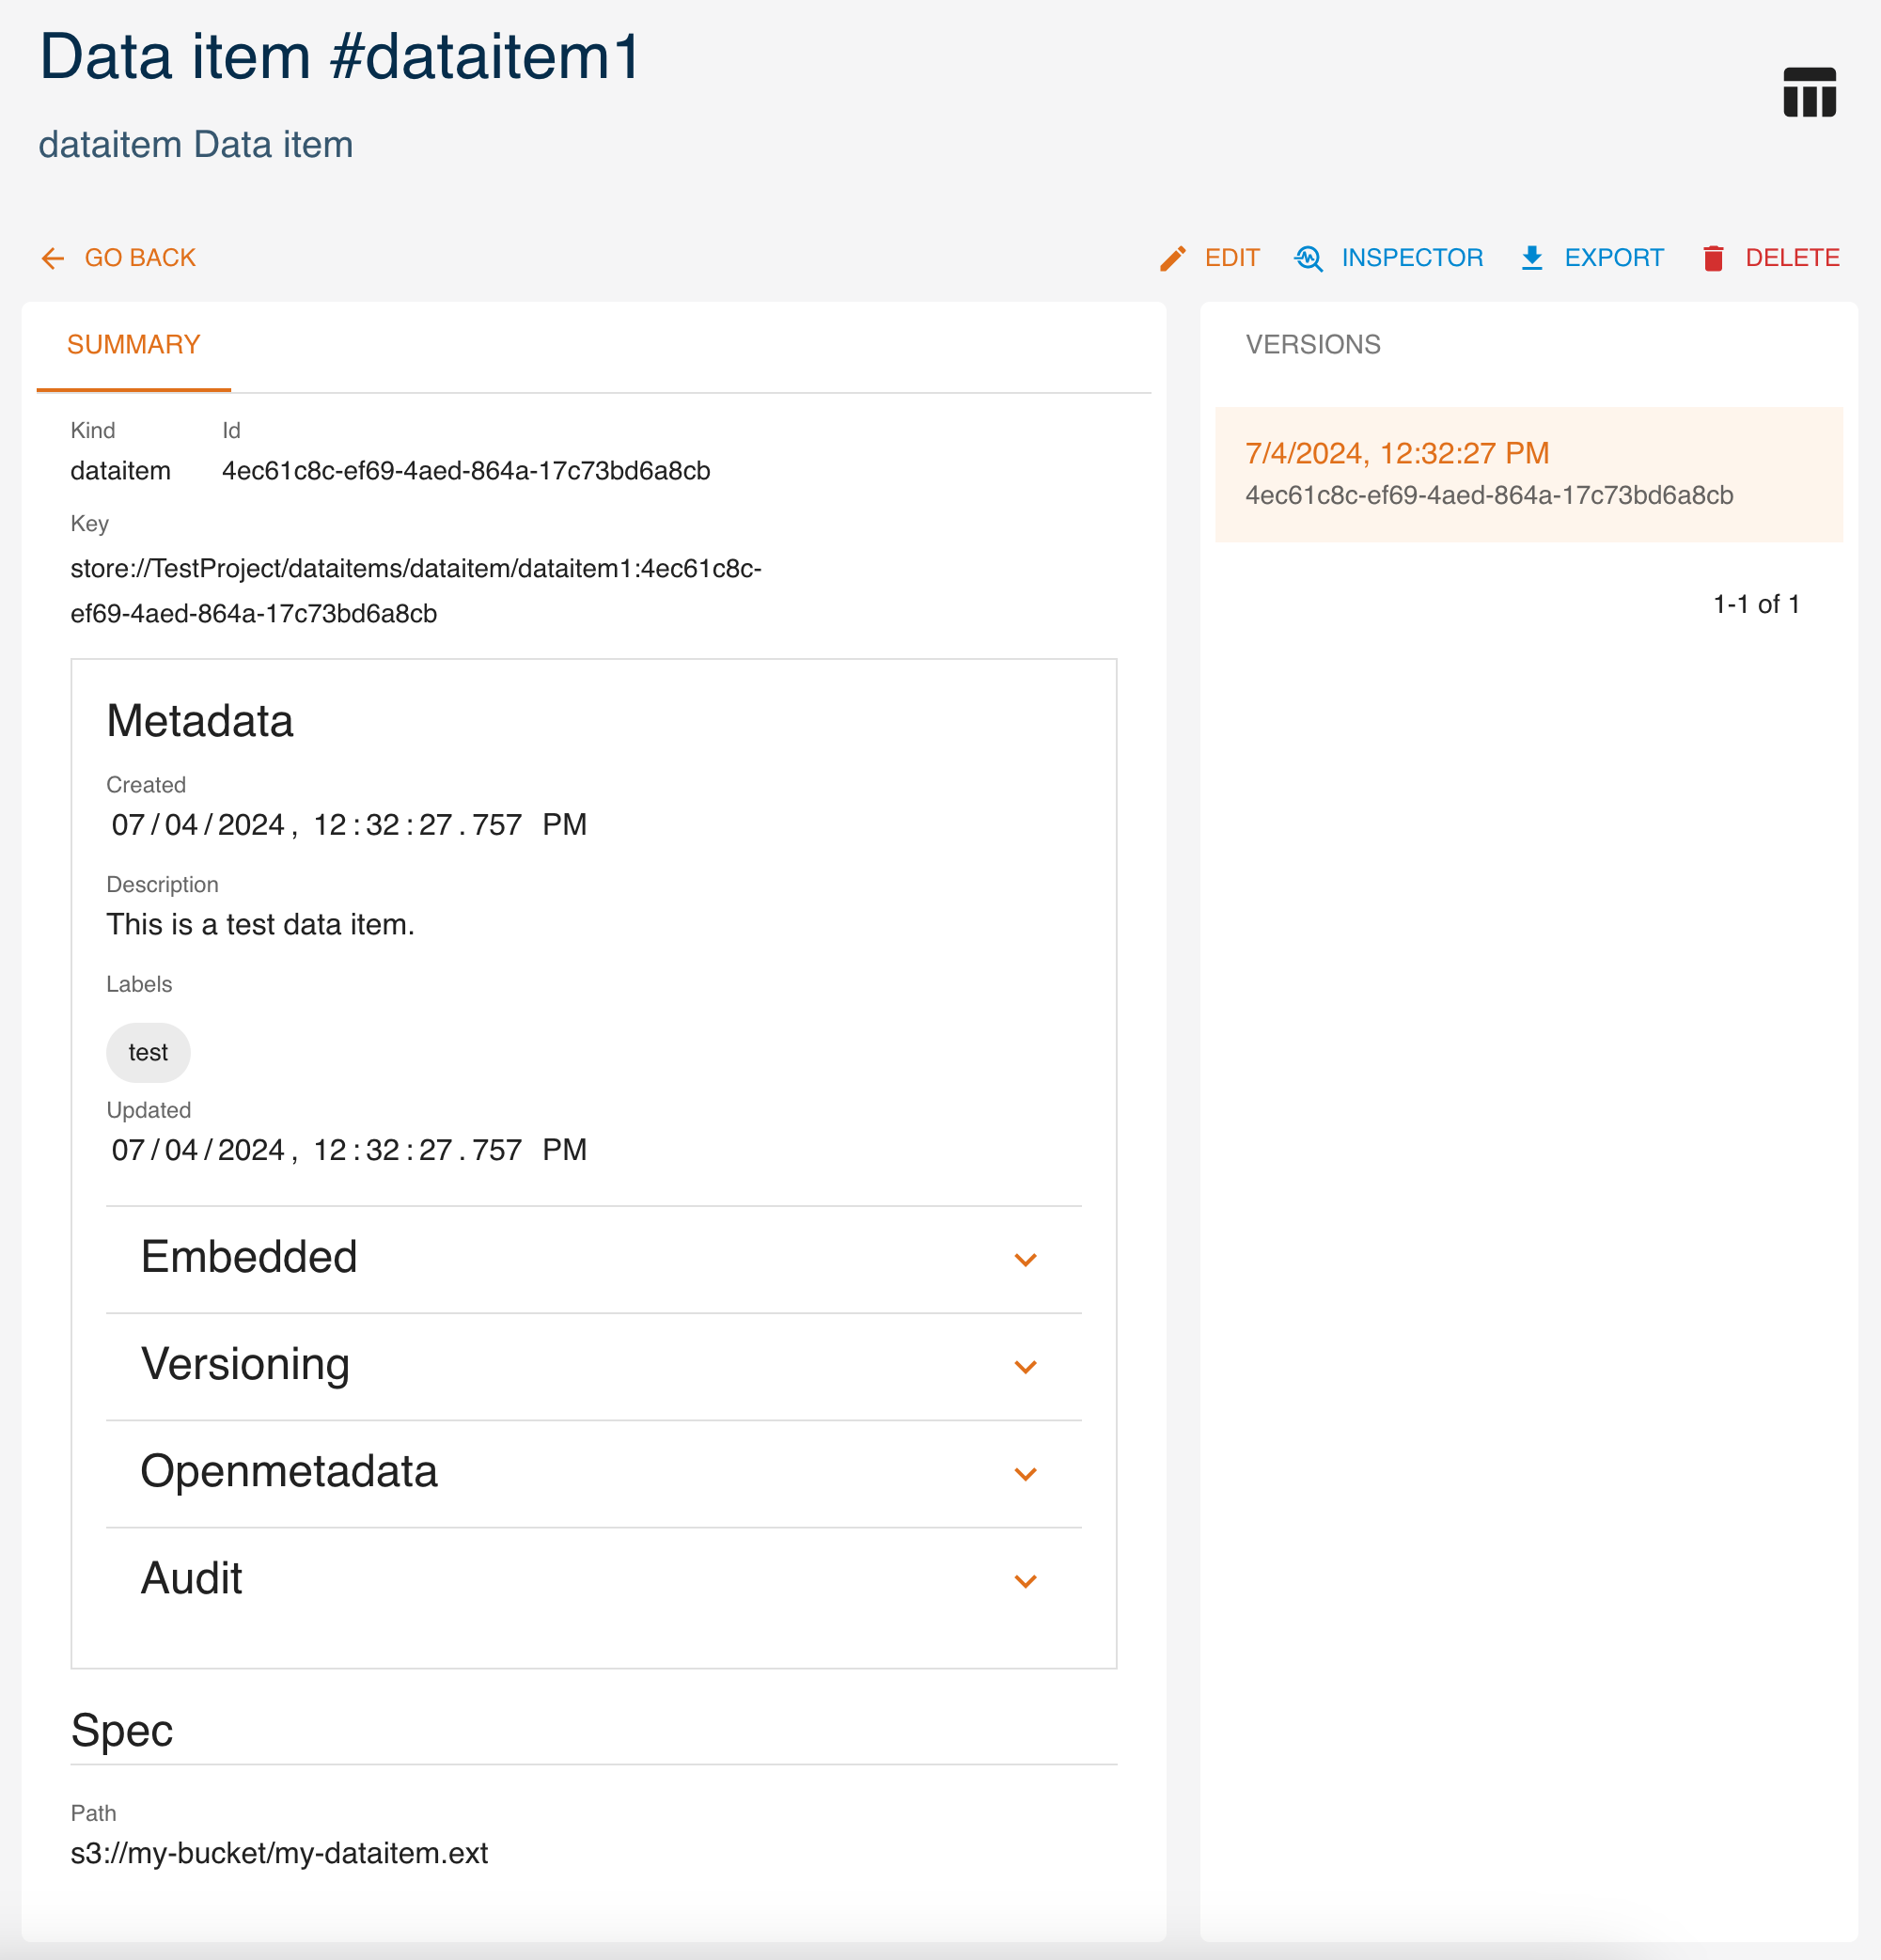 Data item #dataitem1
dataitem Data item
GO BACK
EDIT
INSPECTOR
EXPORT
DELETE
SUMMARY
Kind
Id
dataitem
4ec61c8c-ef69-4aed-864a-17c73bd6a8cb
Key
store://TestProject/dataitems/dataitem/dataitem1:4ec61c8c-
ef69-4aed-864a-17c73bd6a8cb
Metadata
Created
07/04/2024, 12:32:27.757 PM
Description
This is a test data item.
Labels
test
Updated
07/04/2024, 12:32:27.757 PM
Embedded
Versioning
Openmetadata
Audit
Spec
Path
s3://my-bucket/my-dataitem.ext
VERSIONS
7/4/2024, 12:32:27 PM
4ec61c8c-ef69-4aed-864a-17c73bd6a8cb
1-1 of 1